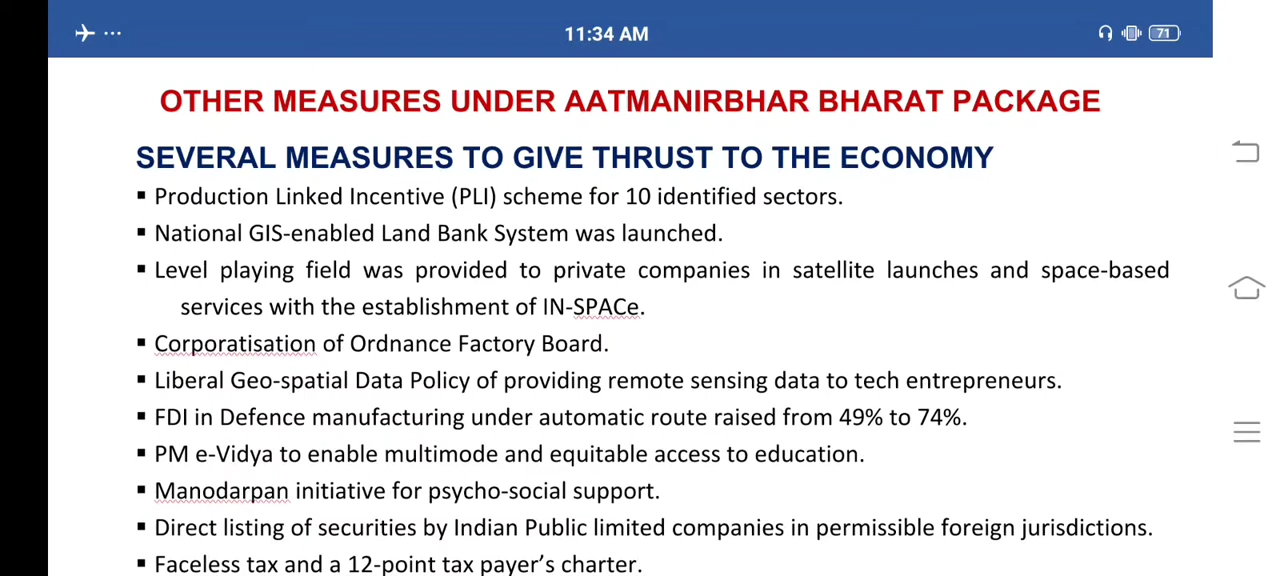 11:34 AM
71
OTHER MEASURES UNDER AATMANIRBHAR BHARAT PACKAGE
SEVERAL MEASURES TO GIVE THRUST TO THE ECONOMY
▪ Production Linked Incentive (PLI) scheme for 10 identified sectors.
▪ National GIS-enabled Land Bank System was launched.
▪ Level playing field was provided to private companies in satellite launches and space-based
services with the establishment of IN-SPACe.
▪ Corporatisation of Ordnance Factory Board.
▪ Liberal Geo-spatial Data Policy of providing remote sensing data to tech entrepreneurs.
▪ FDI in Defence manufacturing under automatic route raised from 49% to 74%.
▪ PM e-Vidya to enable multimode and equitable access to education.
▪ Manodarpan initiative for psycho-social support.
▪ Direct listing of securities by Indian Public limited companies in permissible foreign jurisdictions.
▪ Faceless tax and a 12-point tax payer's charter.